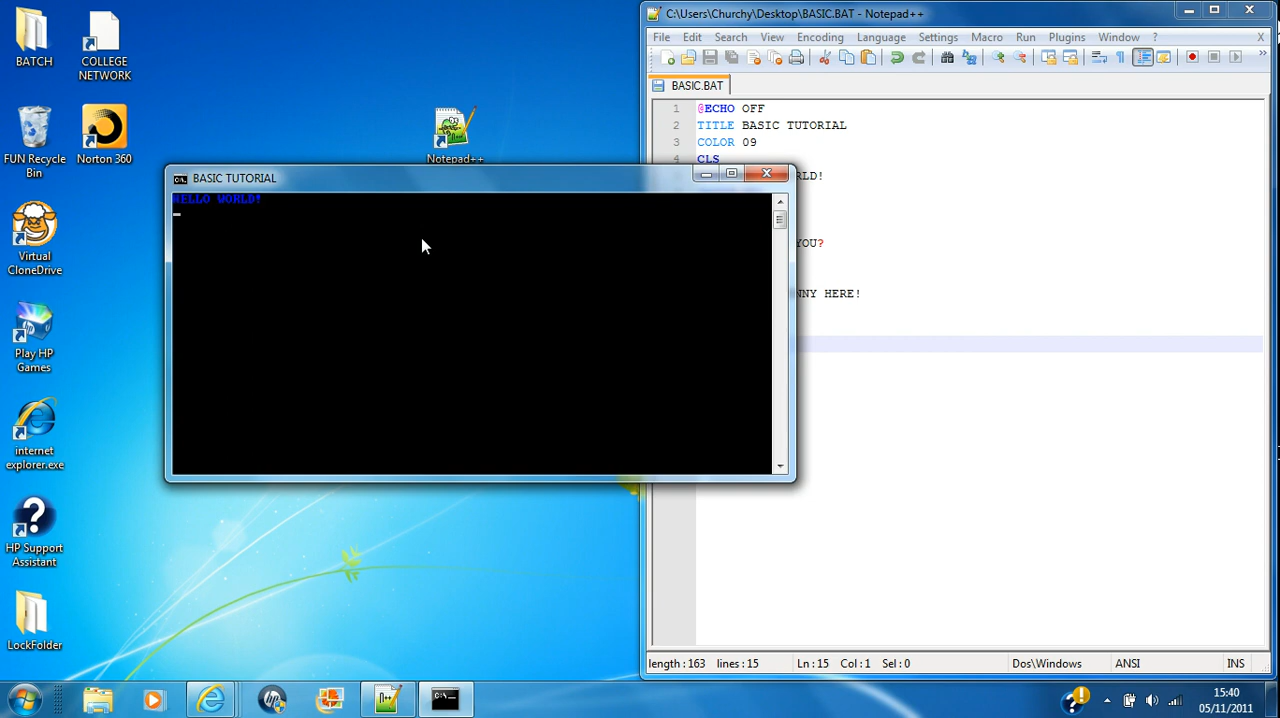 BATCH
COLLEGE
NETWORK
FUN Recycle
Bin
Norton 360
Notepad++
Virtual
CloneDrive
Play HP
Games
internet
explorer.exe
HP Support
Assistant
LockFolder
BASIC TUTORIAL
HELLO WORLD!
C:\Users\Churchy\Desktop\BASIC.BAT - Notepad++
File Edit Search View Encoding Language Settings Macro Run Plugins Window ? X
BASIC.BAT
1 @ECHO OFF
2 TITLE BASIC TUTORIAL
3 COLOR 09
4 CLS
RLD!
YOU?
NNY HERE!
length : 163 lines : 15 Ln : 15 Col : 1 Sel : 0 Dos\Windows ANSI INS
15:40
05/11/2011